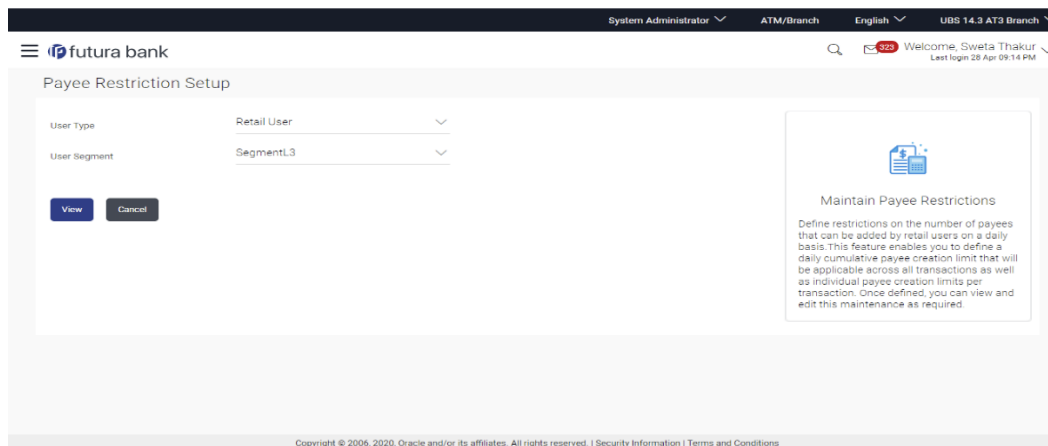 System Administrator ATM/Branch English UBS 14.3 AT3 Branch
futura bank 323 Welcome, Sweta Thakur
Last login 28 Apr 09:14 PM
Payee Restriction Setup
User Type Retail User
User Segment SegmentL3
View Cancel
Maintain Payee Restrictions
Define restrictions on the number of payees
that can be added by retail users on a daily
basis.This feature enables you to define a
daily cumulative payee creation limit that will
be applicable across all transactions as well
as individual payee creation limits per
transaction. Once defined, you can view and
edit this maintenance as required.
Copyright © 2006, 2020, Oracle and/or its affiliates. All rights reserved. | Security Information | Terms and Conditions